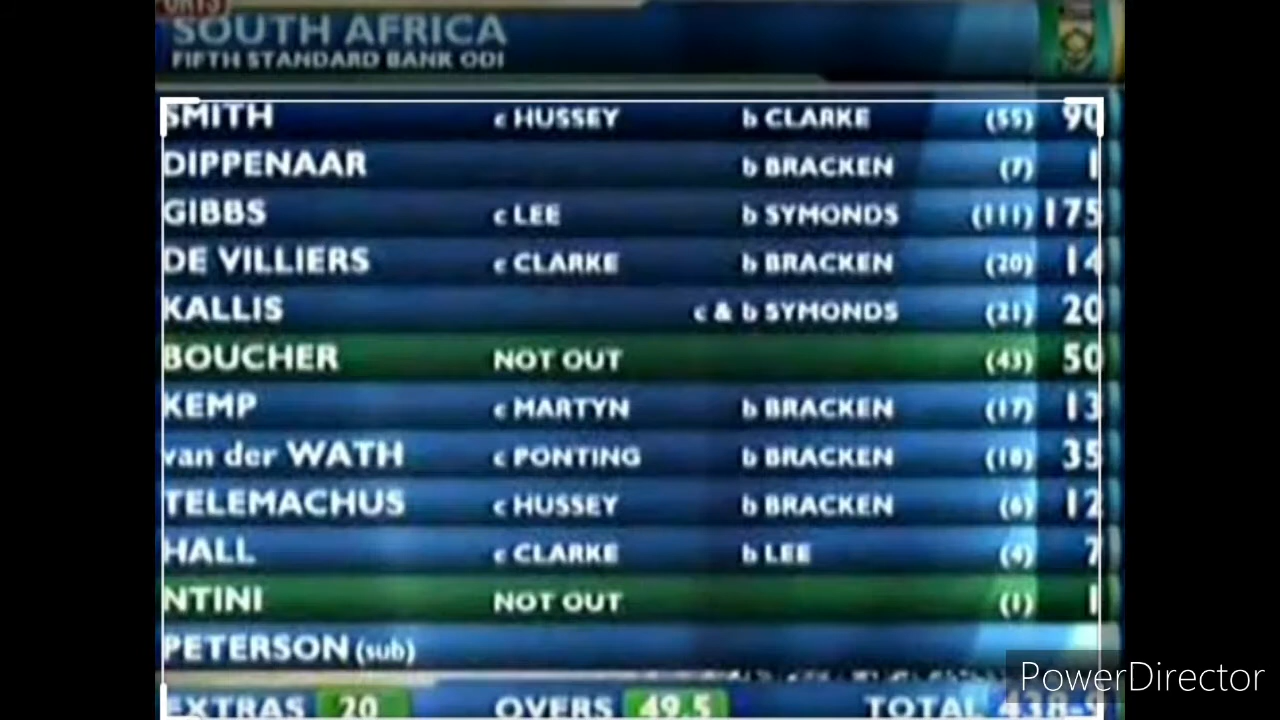 SOUTH AFRICA
FIFTH STANDARD BANK ODI
SMITH c HUSSEY b CLARKE (55) 90
DIPPENAAR b BRACKEN (7) 1
GIBBS c LEE b SYMONDS (111) 175
DE VILLIERS c CLARKE b BRACKEN (20) 14
KALLIS c & b SYMONDS (21) 20
BOUCHER NOT OUT (43) 50
KEMP c MARTYN b BRACKEN (17) 13
van der WATH c PONTING b BRACKEN (18) 35
TELEMACHUS c HUSSEY b BRACKEN (6) 12
HALL c CLARKE b LEE (4) 7
NTINI NOT OUT (1) 1
PETERSON (sub)
EXTRAS 20 OVERS 49.5 TOTAL 438-9
PowerDirector